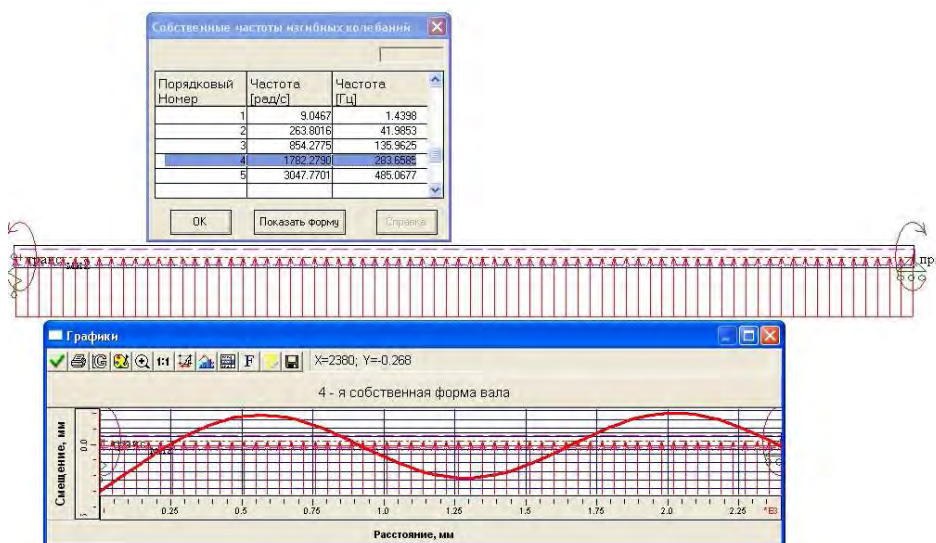 Собственные частоты изгибных колебаний
Порядковый Номер Частота [рад/с] Частота [Гц]
1 9.0467 1.4398
2 263.8016 41.9853
3 854.2775 135.9625
4 1782.2790 283.6585
5 3047.7701 485.0677
OK Показать форму Справка
Графики
1:1 F X=2380; Y=-0.268
4 - я собственная форма вала
Смещение, мм
0.0
0.25 0.5 0.75 1.0 1.25 1.5 1.75 2.0 2.25 *E3
Расстояние, мм